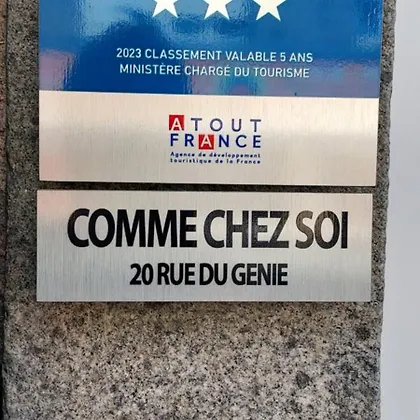 2023 CLASSEMENT VALABLE 5 ANS
MINISTÈRE CHARGÉ DU TOURISME
ATOUT
FRANCE
Agence de développement
touristique de la France
COMME CHEZ SOI
20 RUE DU GENIE